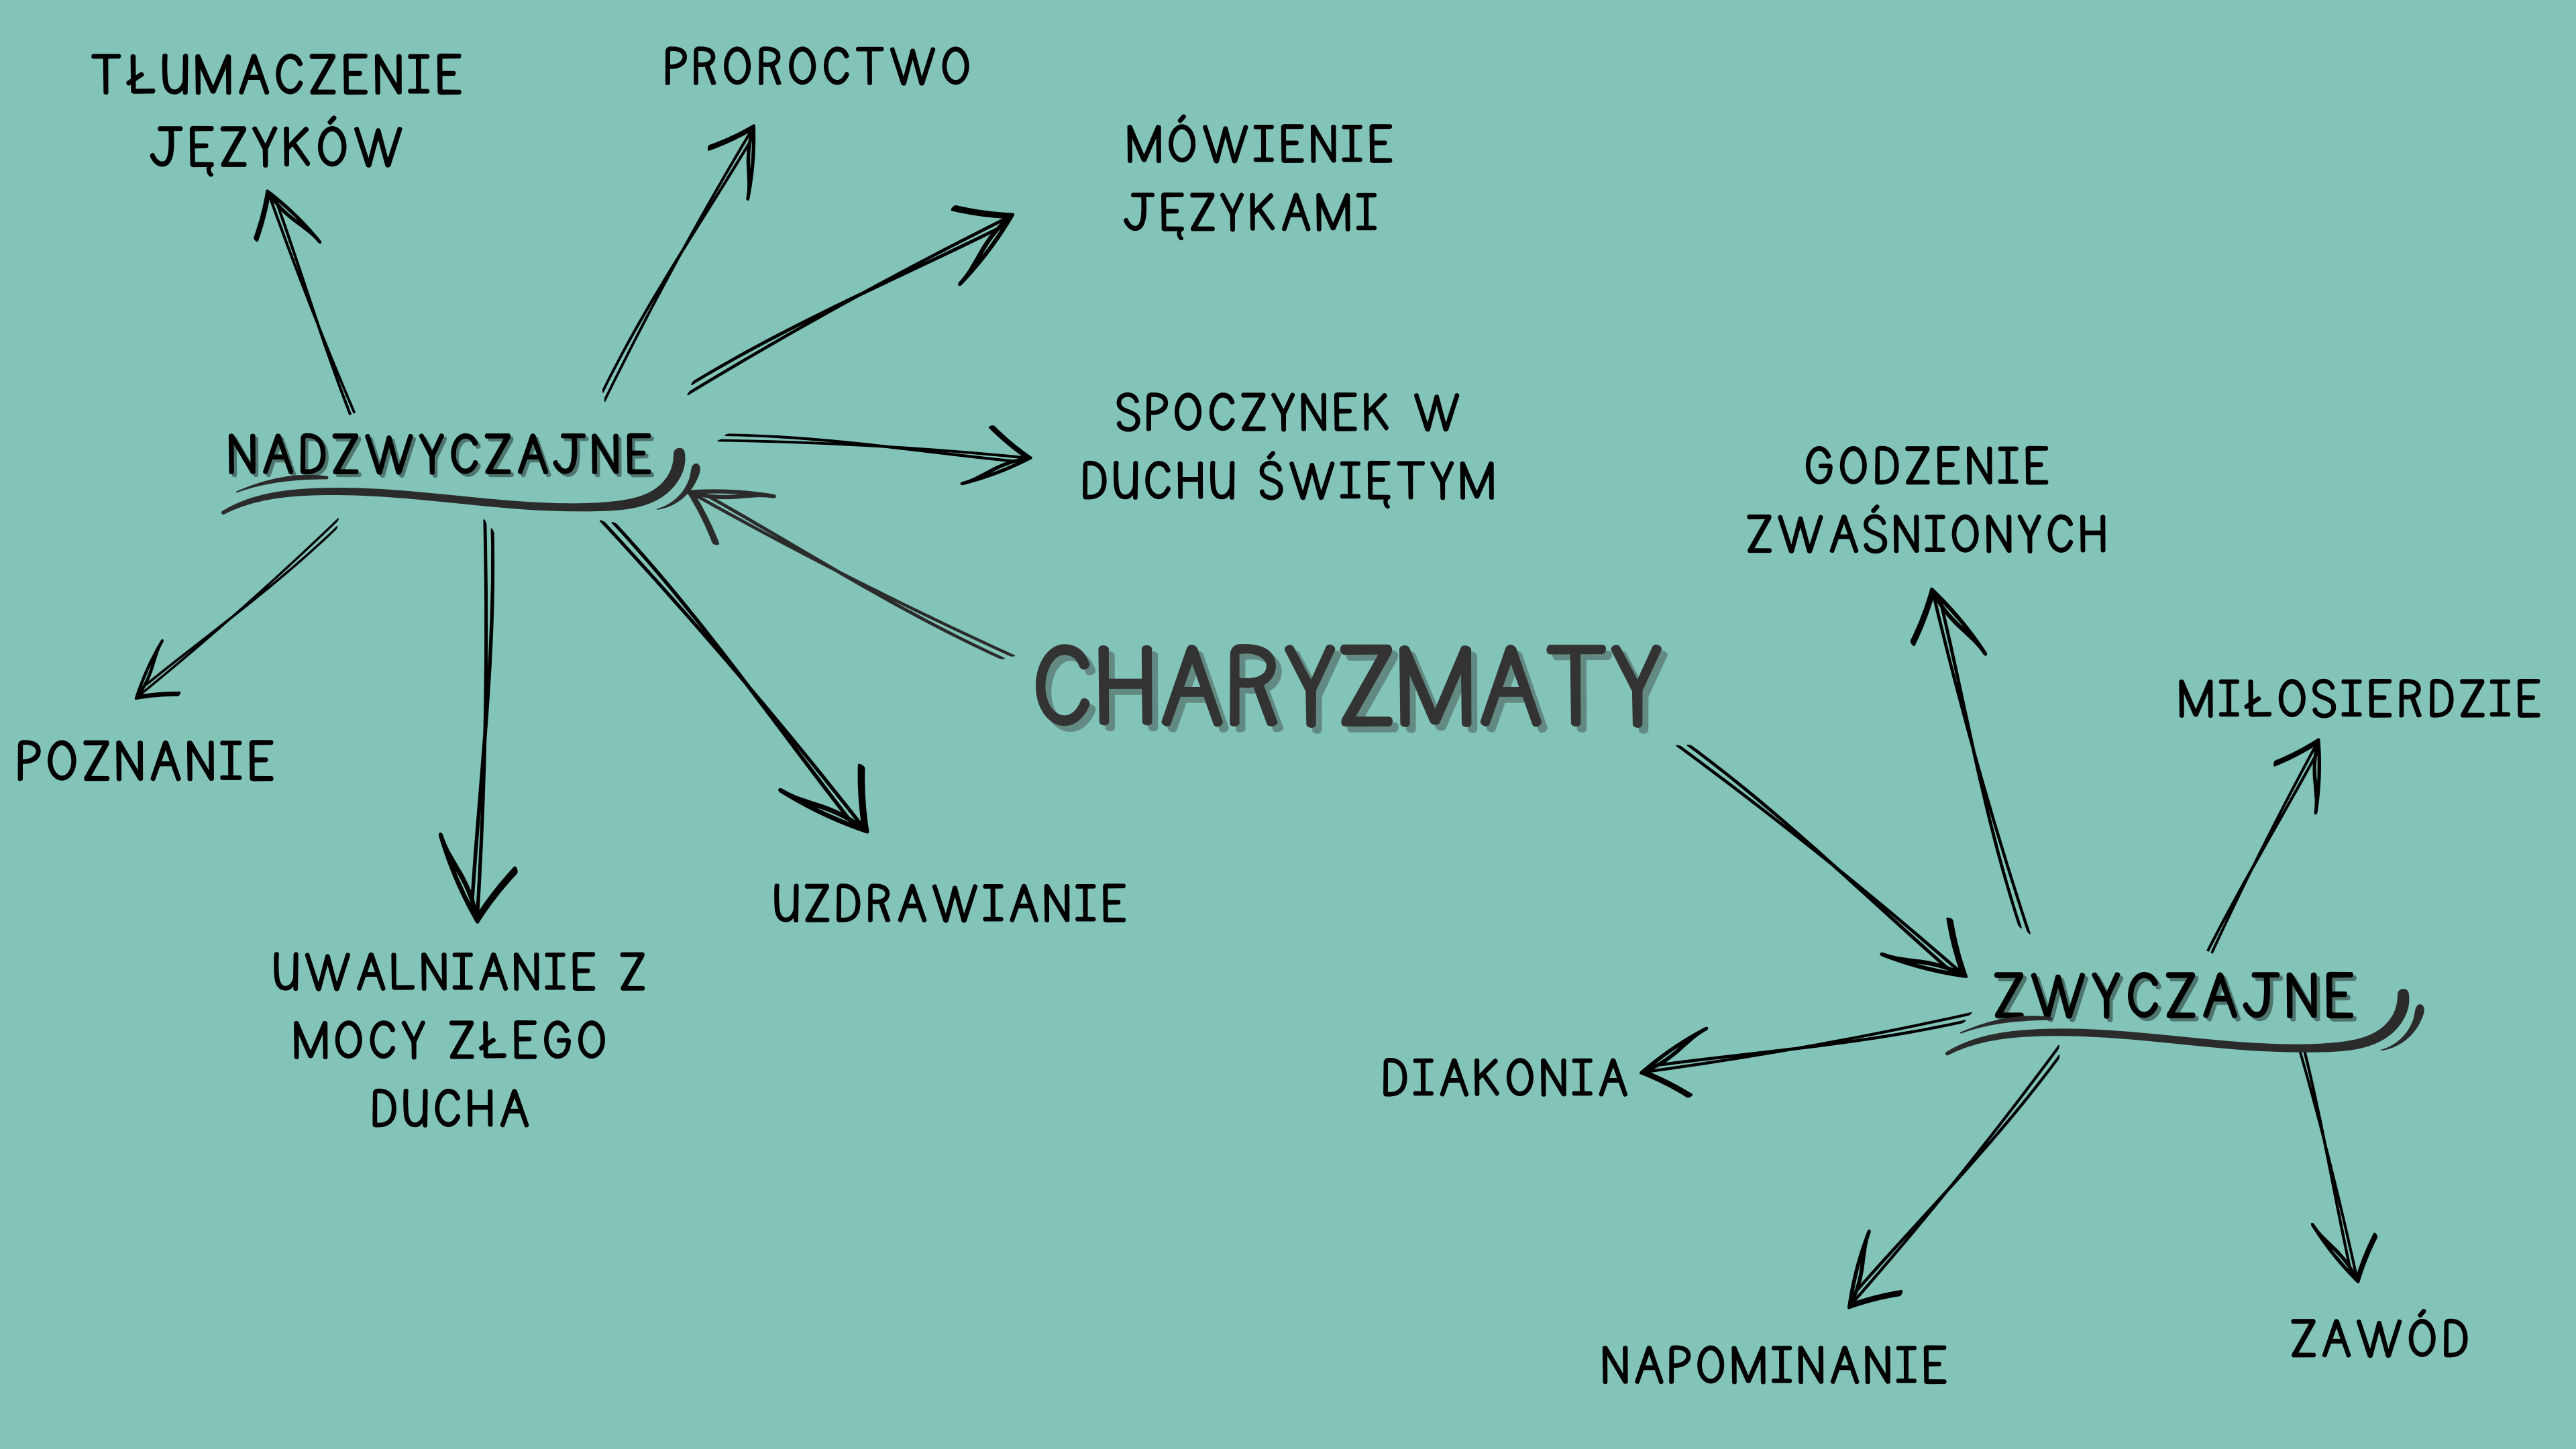 TŁUMACZENIE
JĘZYKÓW
PROROCTWO
MÓWIENIE
JĘZYKAMI
NADZWYCZAJNE
SPOCZYNEK W
DUCHU ŚWIĘTYM
POZNANIE
UWALNIANIE Z
MOCY ZŁEGO
DUCHA
UZDRAWIANIE
CHARYZMATY
GODZENIE
ZWAŚNIONYCH
MIŁOSIERDZIE
ZWYCZAJNE
DIAKONIA
NAPOMINANIE
ZAWÓD